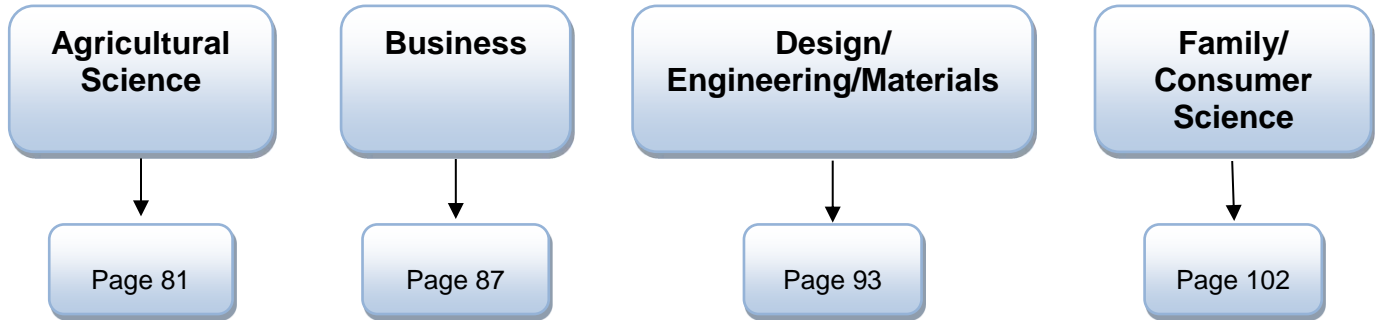 Agricultural
Science
Business
Design/
Engineering/Materials
Family/
Consumer
Science
Page 81
Page 87
Page 93
Page 102